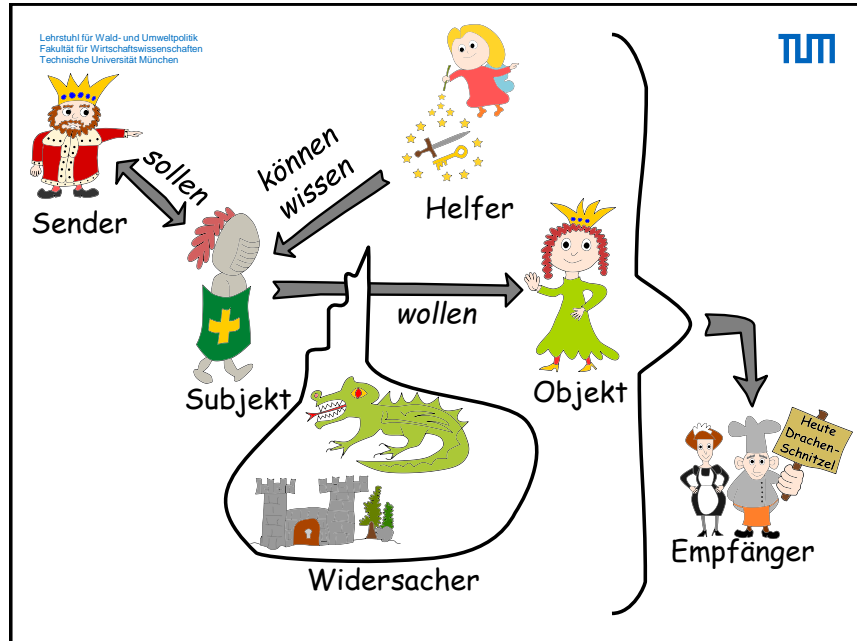 Lehrstuhl für Wald- und Umweltpolitik
Fakultät für Wirtschaftswissenschaften
Technische Universität München
TUM
sollen
können
wissen
Sender
Helfer
wollen
Subjekt
Objekt
Heute
Drachen-
Schnitzel
Empfänger
Widersacher